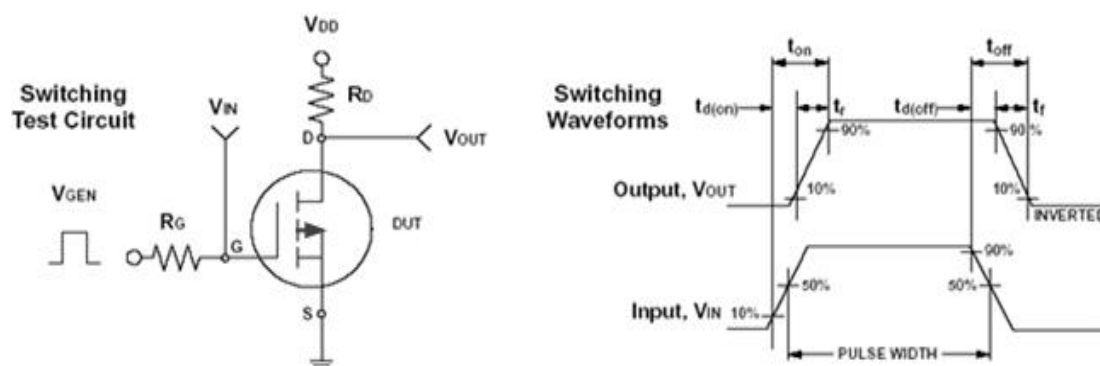 Switching
Test Circuit
VDD
RD
VIN
D
VOUT
VGEN
RG
G
DUT
S
Switching
Waveforms
ton
toff
td(on)
tr
td(off)
tf
90%
90%
Output, VOUT
10%
10%
INVERTED
90%
50%
50%
Input, VIN
10%
PULSE WIDTH